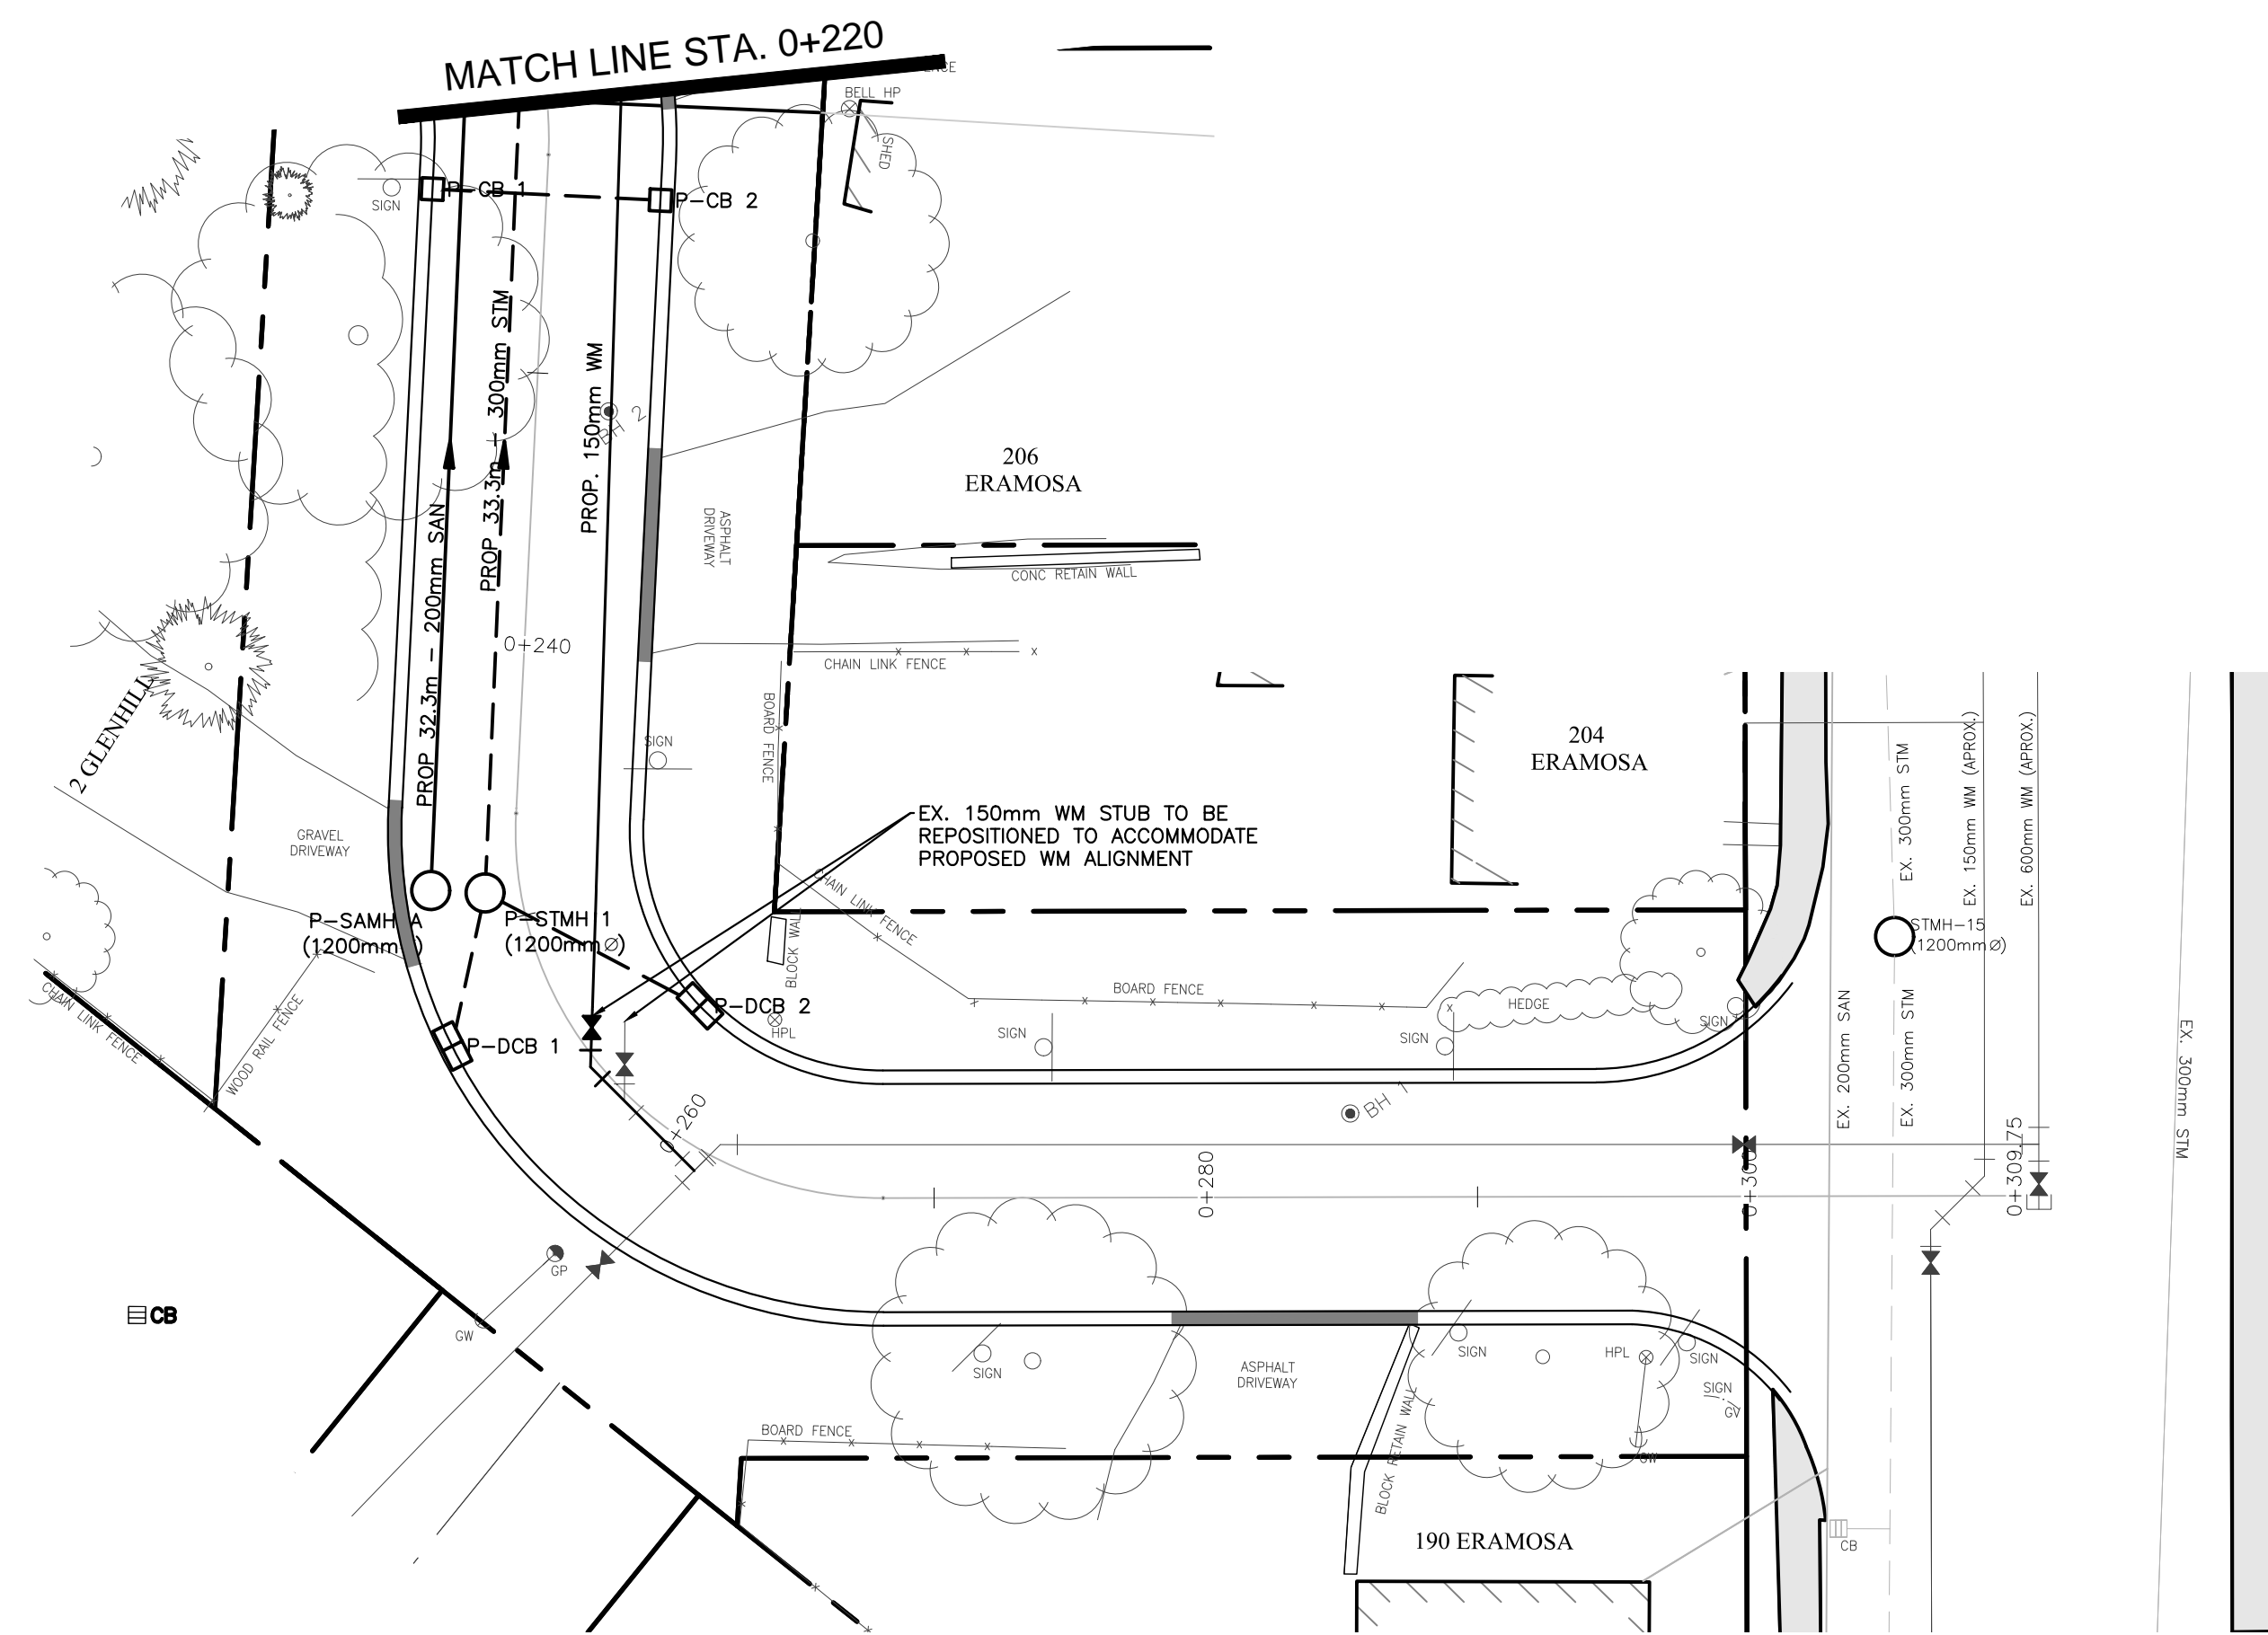 MATCH LINE STA. 0+220
BELL HP
SHED
SIGN
P-CB 1
P-CB 2
PROP 32.3m - 200mm SAN
PROP 33.3m - 300mm STM
PROP. 150mm WM
BH 2
ASPHALT
DRIVEWAY
206
ERAMOSA
CONC RETAIN WALL
0+240
CHAIN LINK FENCE
BOARD FENCE
SIGN
2 GLENHILL
GRAVEL
DRIVEWAY
204
ERAMOSA
EX. 150mm WM STUB TO BE
REPOSITIONED TO ACCOMMODATE
PROPOSED WM ALIGNMENT
EX. 300mm STM
EX. 150mm WM (APROX.)
EX. 600mm WM (APROX.)
P-SAMH
(1200mm
P-STMH 1
(1200mmØ)
CHAIN LINK FENCE
BLOCK WALL
STMH-15
(1200mmØ)
CHAIN LINK FENCE
WOOD RAIL FENCE
P-DCB 1
P-DCB 2
HPL
BOARD FENCE
HEDGE
SIGN
SIGN
SIGN
EX. 200mm SAN
EX. 300mm STM
EX. 300mm STM
BH 1
0+260
0+280
0+300
0+309.75
GP
GW
CB
SIGN
ASPHALT
DRIVEWAY
SIGN
HPL
SIGN
SIGN
GV
GW
BOARD FENCE
BLOCK RETAIN WALL
190 ERAMOSA
CB